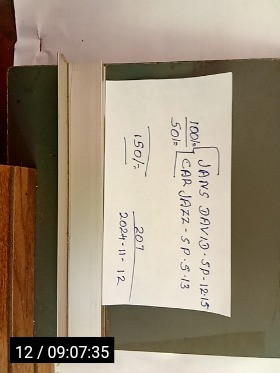 JANS DAVID - SP - 12.15
100/=
CAR JAZZ - SP. 5.13
50/=
150/=
207
2024-11-12
12 / 09:07:35